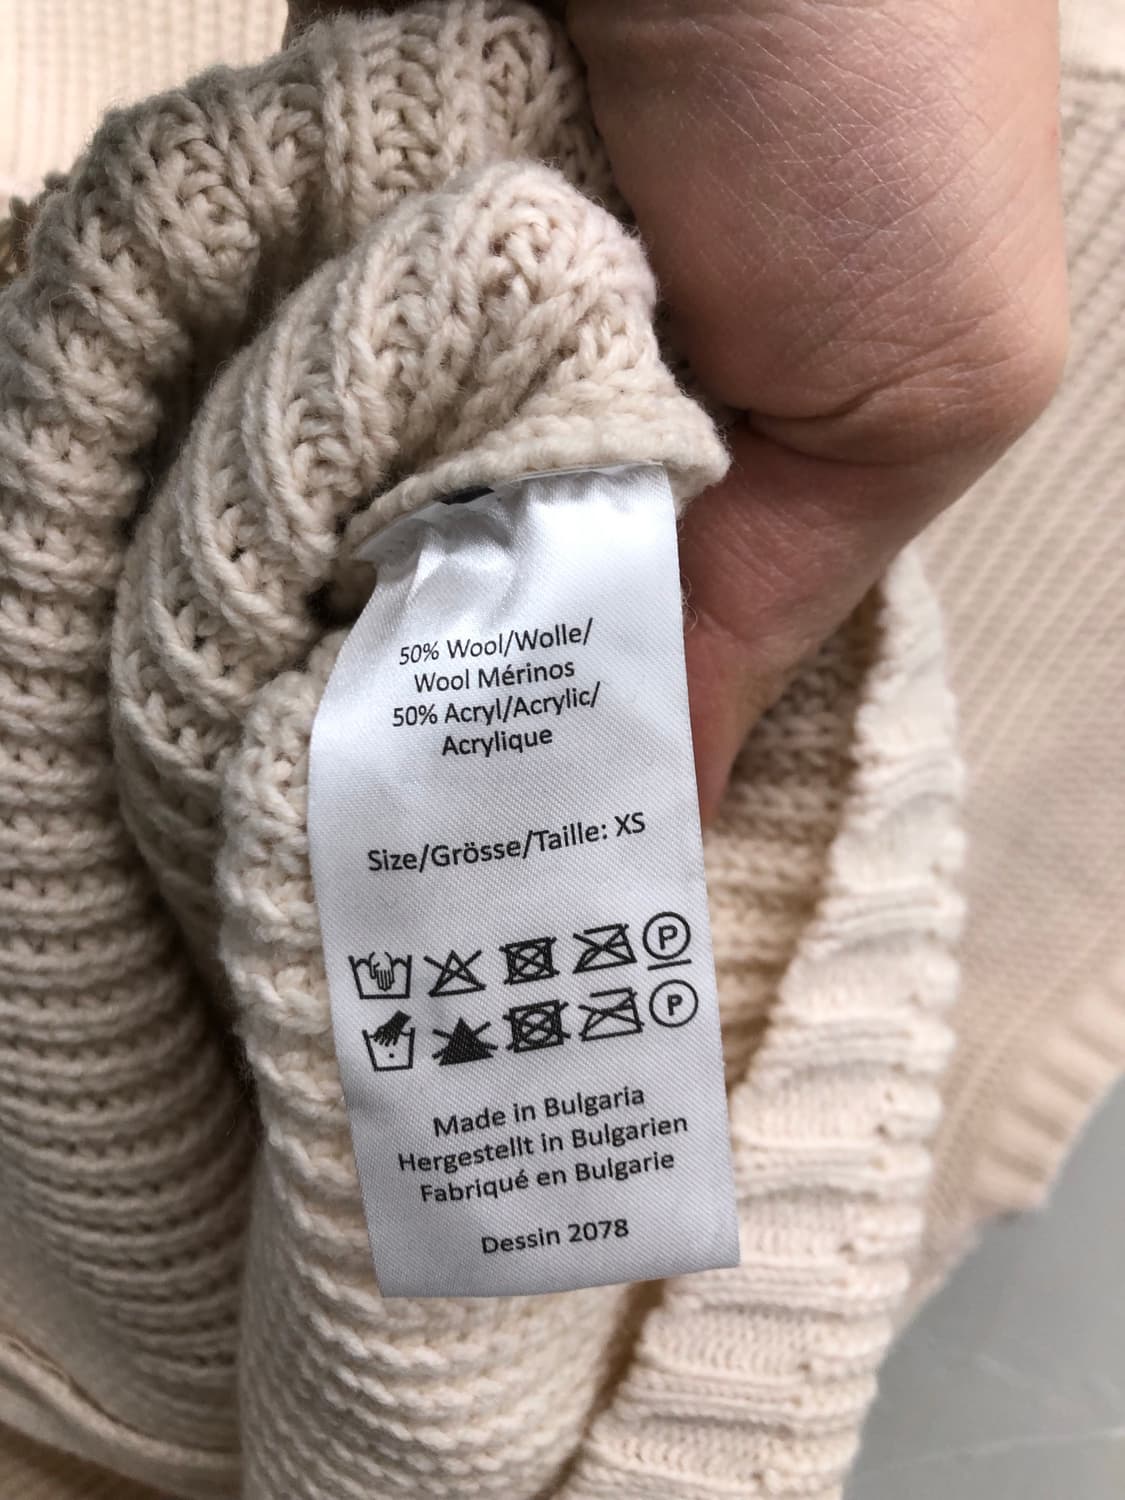 50% Wool/Wolle/
Wool Mérinos
50% Acryl/Acrylic/
Acrylique
Size/Grösse/Taille: XS
P
P
Made in Bulgaria
Hergestellt in Bulgarien
Fabriqué en Bulgarie
Dessin 2078